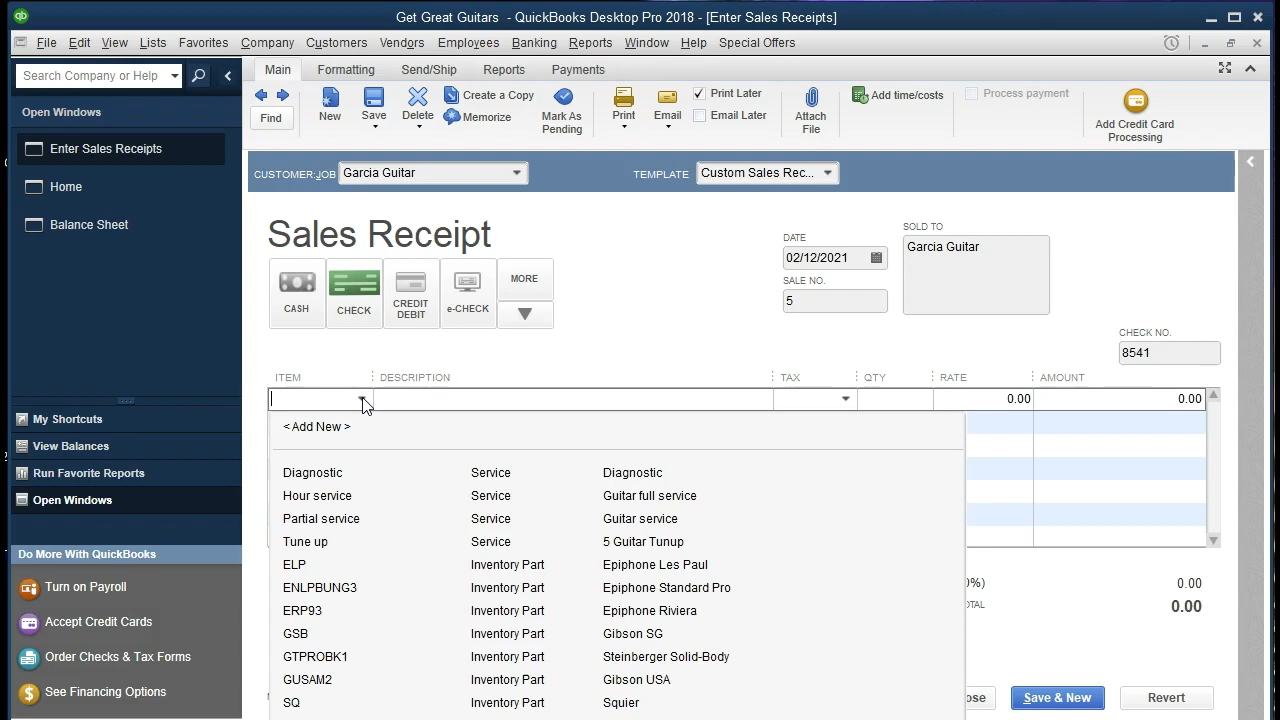 Get Great Guitars - QuickBooks Desktop Pro 2018 - [Enter Sales Receipts]
File Edit View Lists Favorites Company Customers Vendors Employees Banking Reports Window Help Special Offers
Search Company or Help
Open Windows
Enter Sales Receipts
Home
Balance Sheet
My Shortcuts
View Balances
Run Favorite Reports
Open Windows
Do More With QuickBooks
Turn on Payroll
Accept Credit Cards
Order Checks & Tax Forms
See Financing Options
Main Formatting Send/Ship Reports Payments
Find
New
Save
Delete
Create a Copy
Memorize
Mark As
Pending
Print
Email
Print Later
Email Later
Attach
File
Add time/costs
Process payment
Add Credit Card
Processing
CUSTOMER:JOB Garcia Guitar TEMPLATE Custom Sales Rec...
Sales Receipt
CASH
CHECK
CREDIT
DEBIT
e-CHECK
MORE
DATE
02/12/2021
SALE NO.
5
SOLD TO
Garcia Guitar
CHECK NO.
8541
ITEM DESCRIPTION TAX QTY RATE AMOUNT
0.00 0.00
< Add New >
Diagnostic Service Diagnostic
Hour service Service Guitar full service
Partial service Service Guitar service
Tune up Service 5 Guitar Tunup
ELP Inventory Part Epiphone Les Paul
ENLPBUNG3 Inventory Part Epiphone Standard Pro
ERP93 Inventory Part Epiphone Riviera
GSB Inventory Part Gibson SG
GTPROBK1 Inventory Part Steinberger Solid-Body
GUSAM2 Inventory Part Gibson USA
SQ Inventory Part Squier
0.00
0.00
Save & New Revert